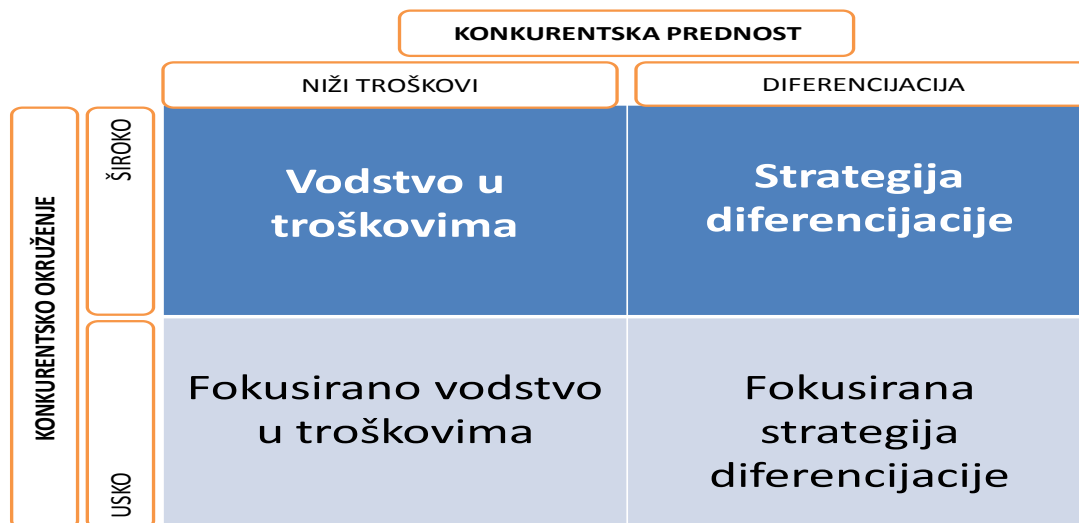 KONKURENTSKA PREDNOST
NIŽI TROŠKOVI
DIFERENCIJACIJA
KONKURENTSKO OKRUŽENJE
ŠIROKO
Vodstvo u
troškovima
Strategija
diferencijacije
USKO
Fokusirano vodstvo
u troškovima
Fokusirana
strategija
diferencijacije